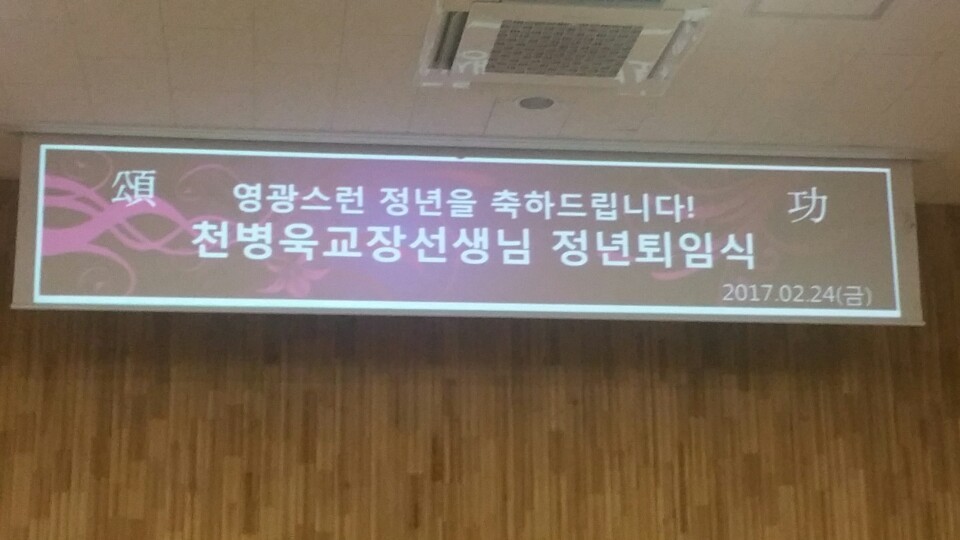 頌 영광스런 정년을 축하드립니다! 功
천병욱교장선생님 정년퇴임식
2017.02.24(금)